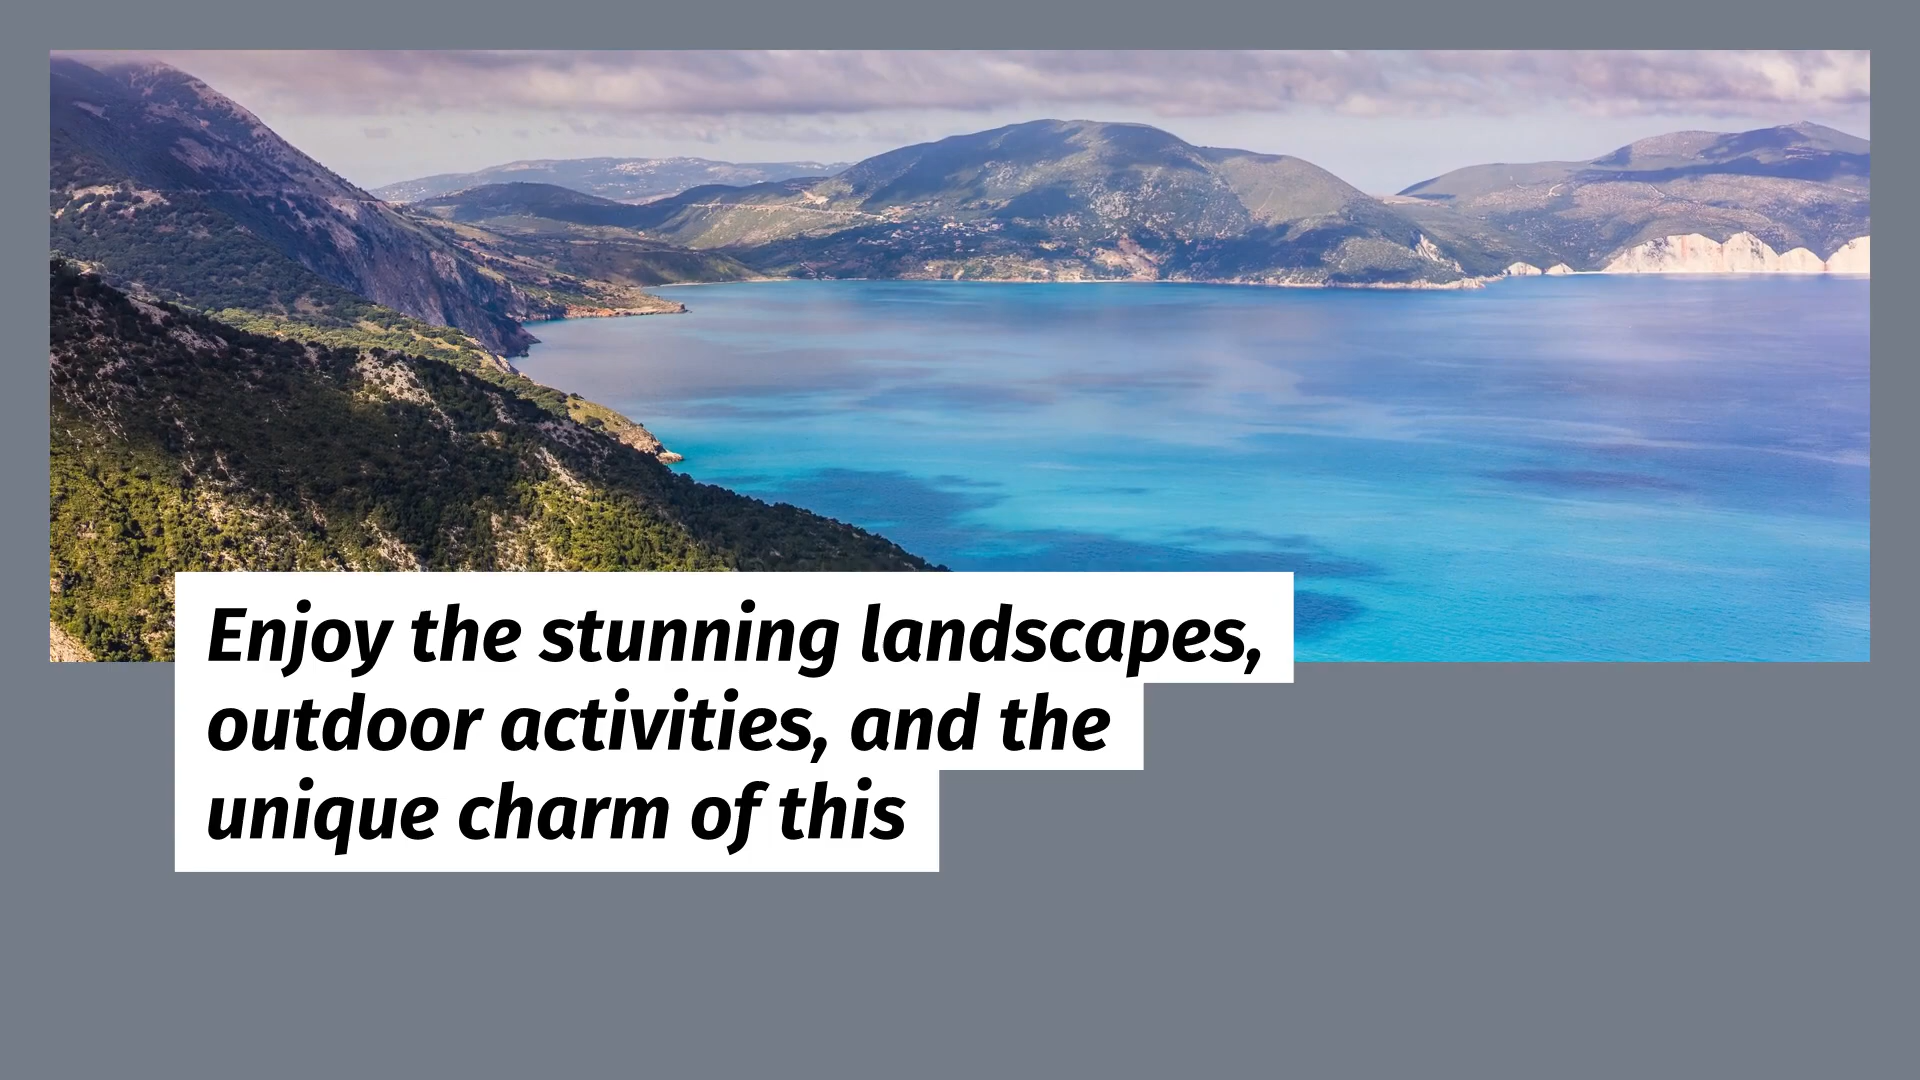 Enjoy the stunning landscapes,
outdoor activities, and the
unique charm of this